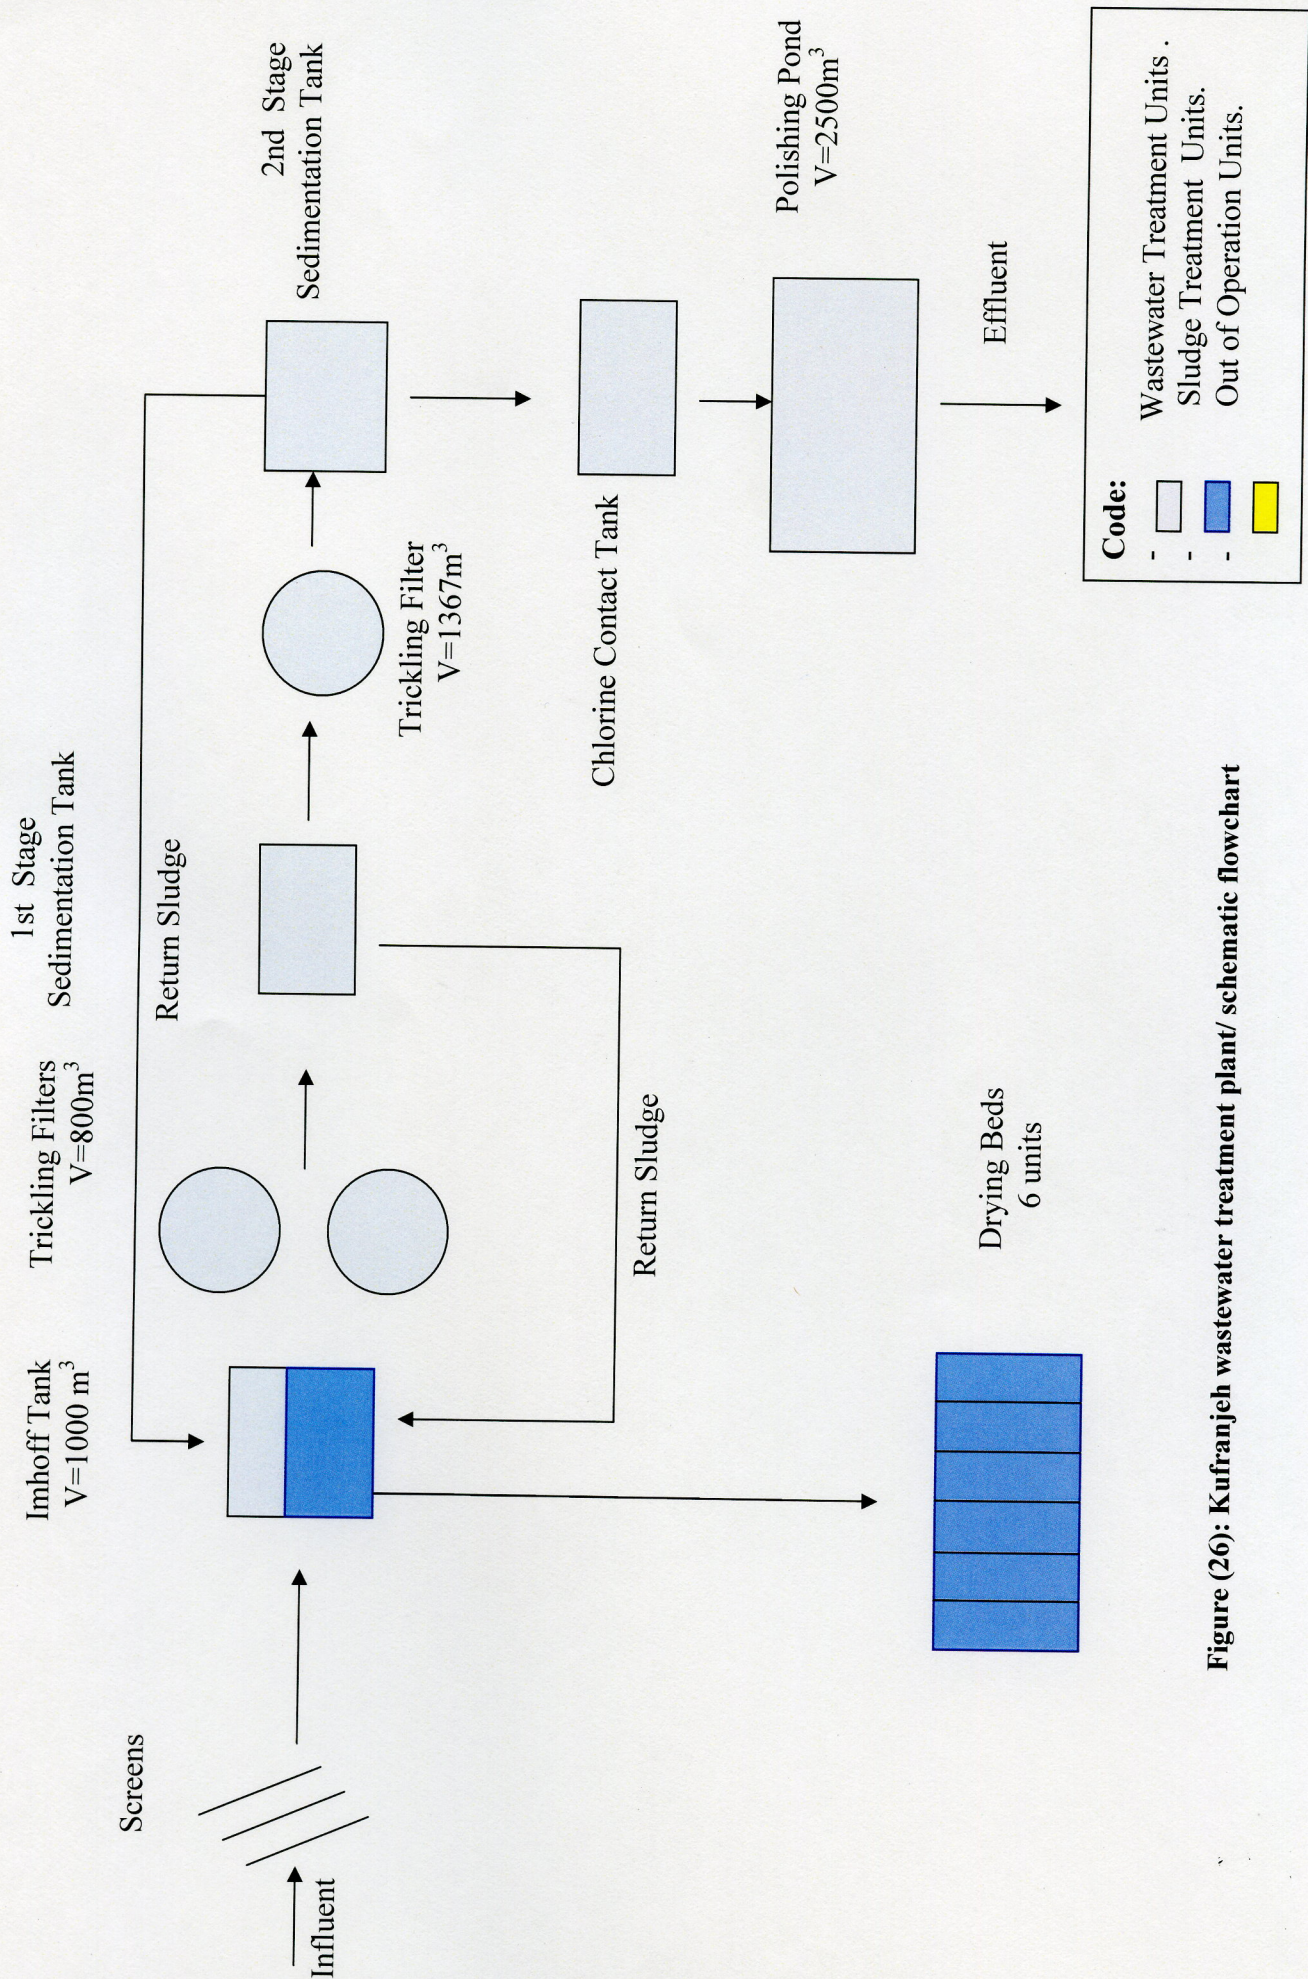 Screens
Influent
Imhoff Tank
V=1000 m³
Trickling Filters
V=800m³
1st Stage
Sedimentation Tank
Return Sludge
2nd Stage
Sedimentation Tank
Trickling Filter
V=1367m³
Return Sludge
Chlorine Contact Tank
Polishing Pond
V=2500m³
Effluent
Drying Beds
6 units
Code:
- Wastewater Treatment Units .
- Sludge Treatment Units.
- Out of Operation Units.
Figure (26): Kufranjeh wastewater treatment plant/ schematic flowchart